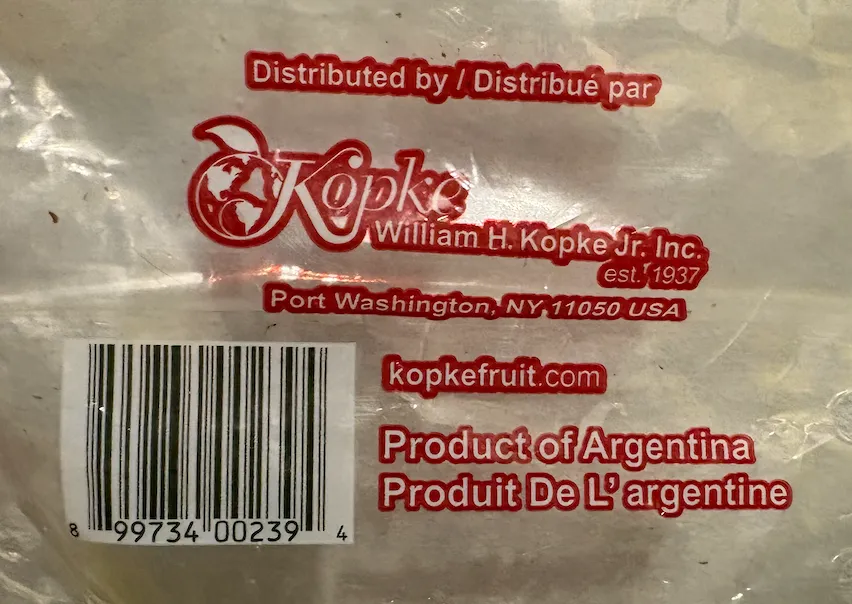 Distributed by / Distribué par
Kopke
William H. Kopke Jr. Inc.
est. 1937
Port Washington, NY 11050 USA
kopkefruit.com
Product of Argentina
Produit De L' argentine
8 99734 00239 4